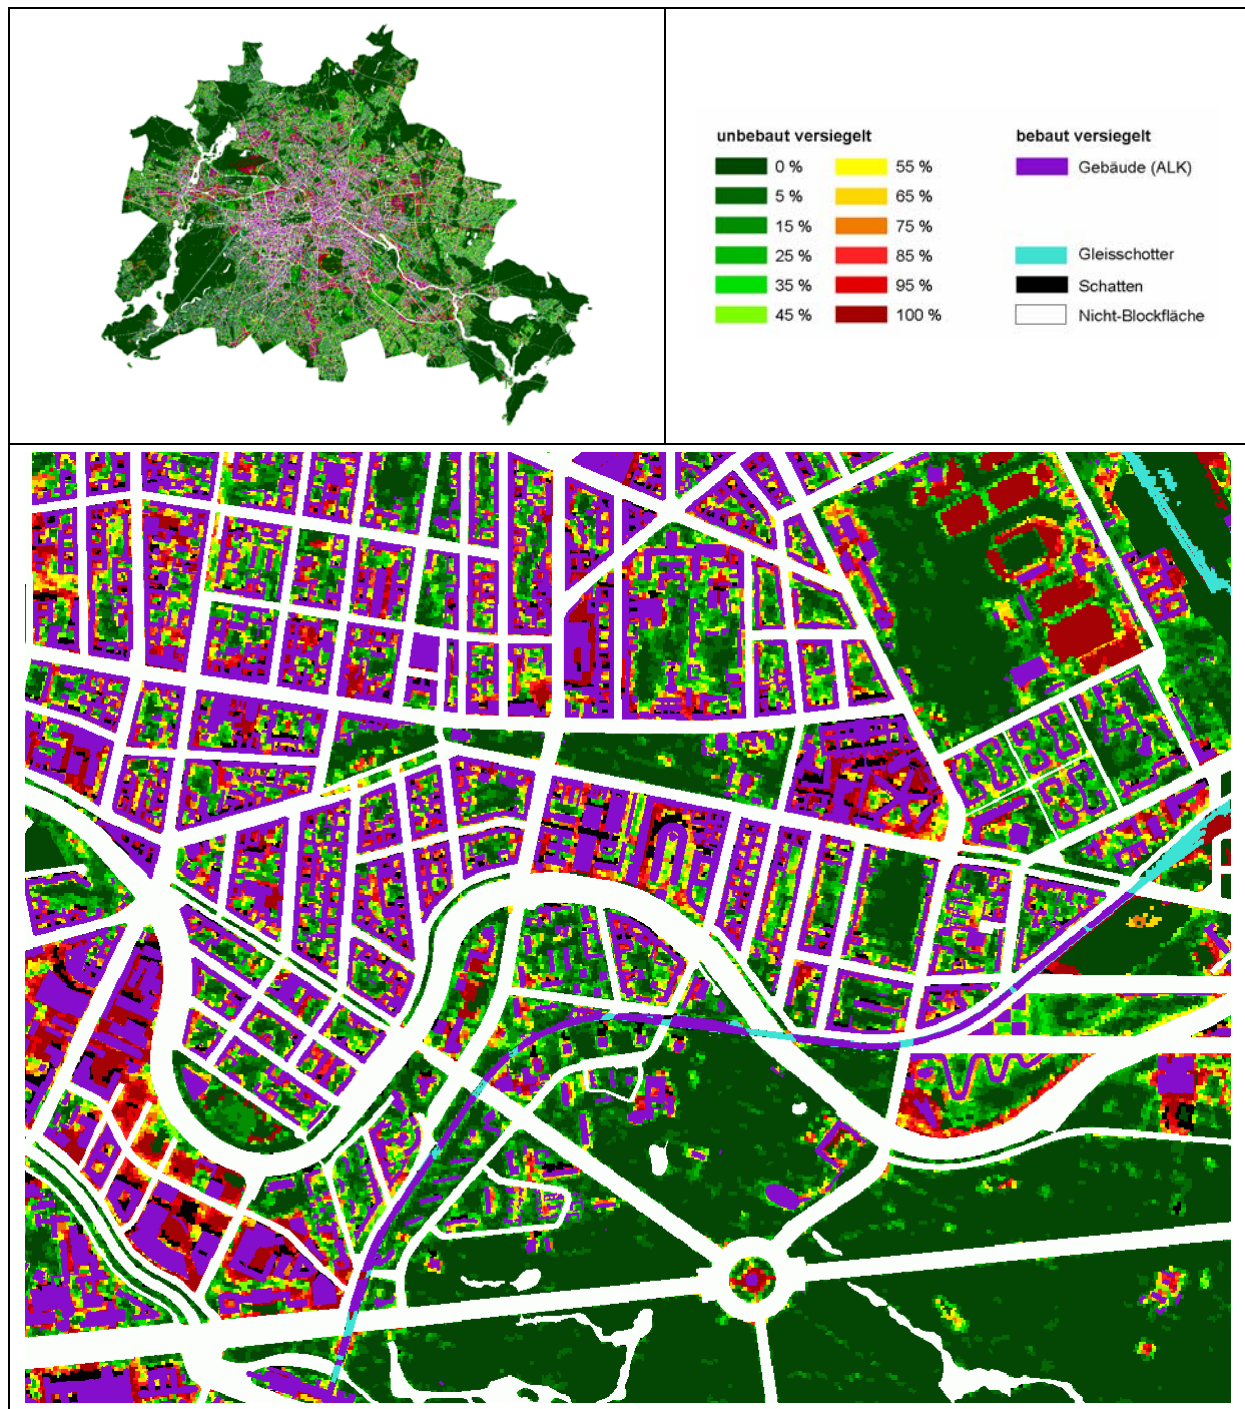 unbebaut versiegelt
bebaut versiegelt
0 %
55 %
Gebäude (ALK)
5 %
65 %
15 %
75 %
25 %
85 %
Gleisschotter
35 %
95 %
Schatten
45 %
100 %
Nicht-Blockfläche